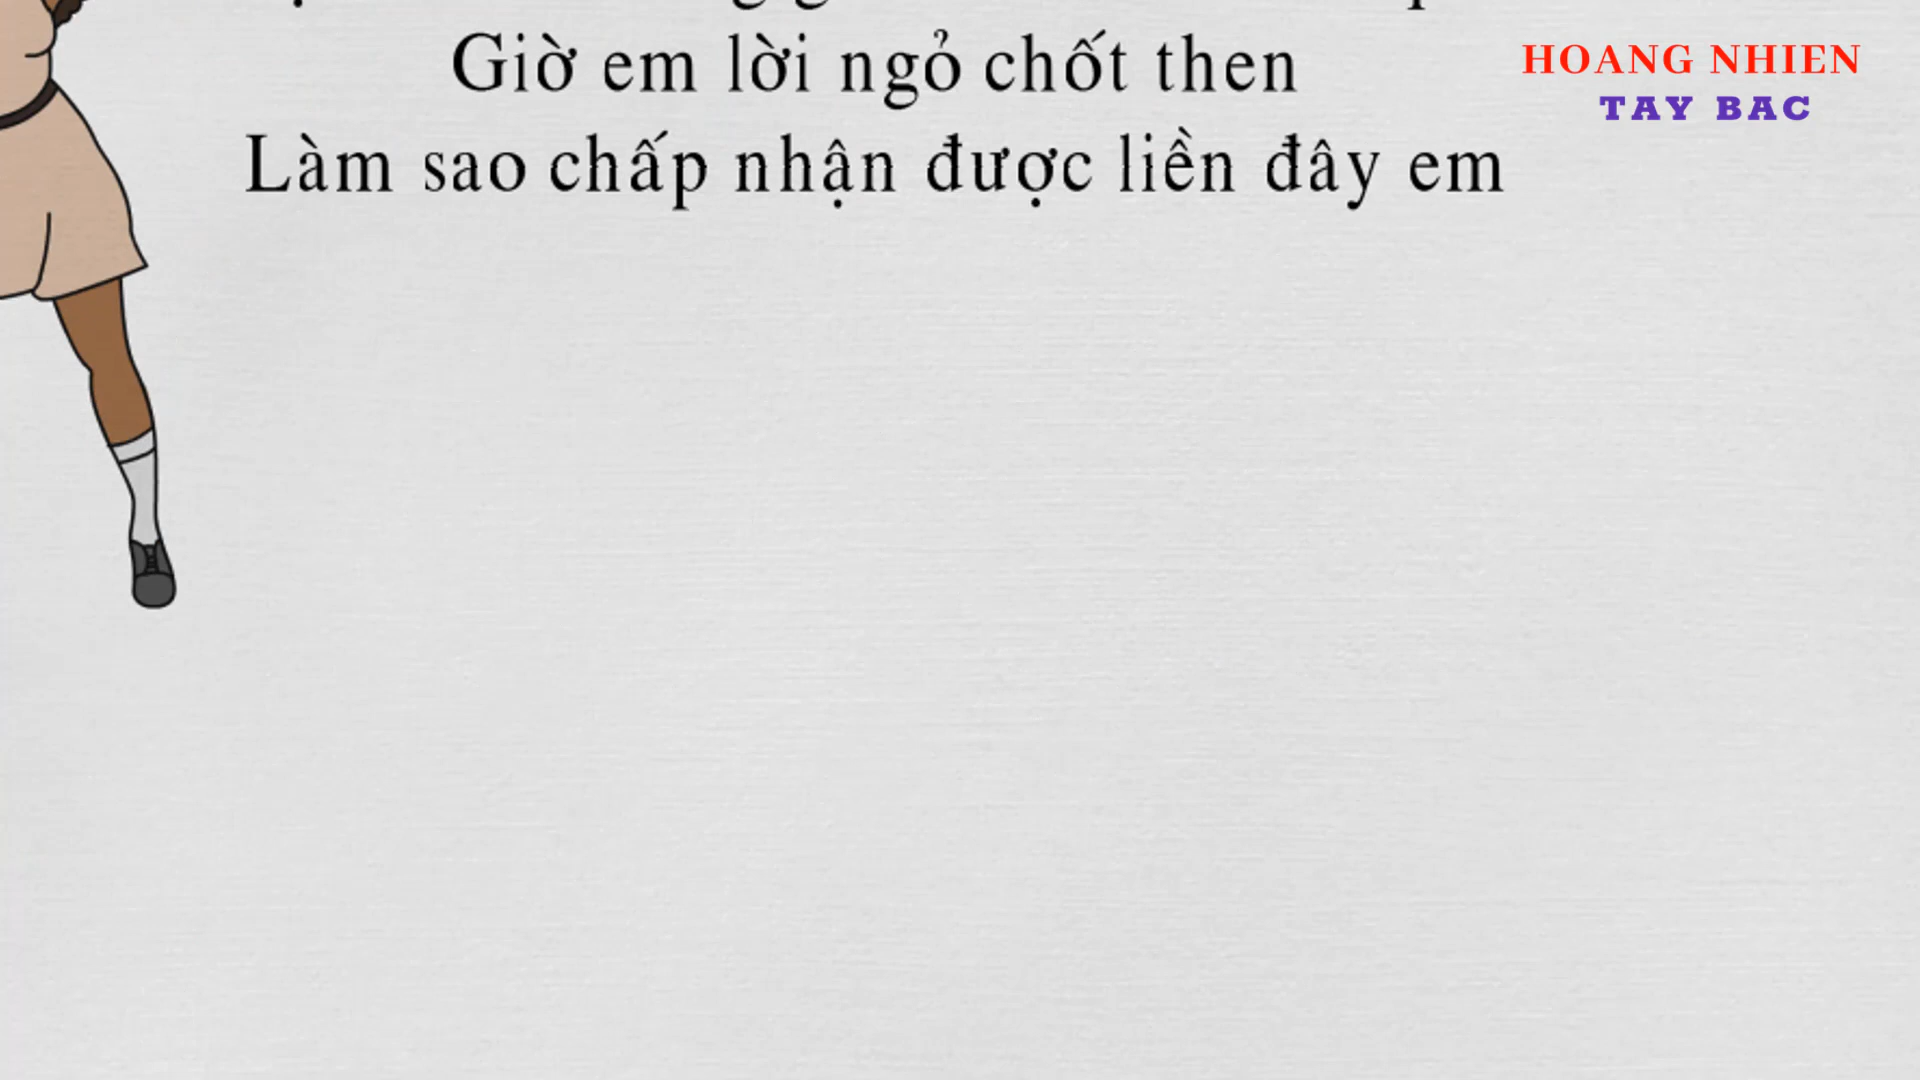 Giờ em lời ngỏ chốt then
Làm sao chấp nhận được liền đây em
HOANG NHIEN
TAY BAC